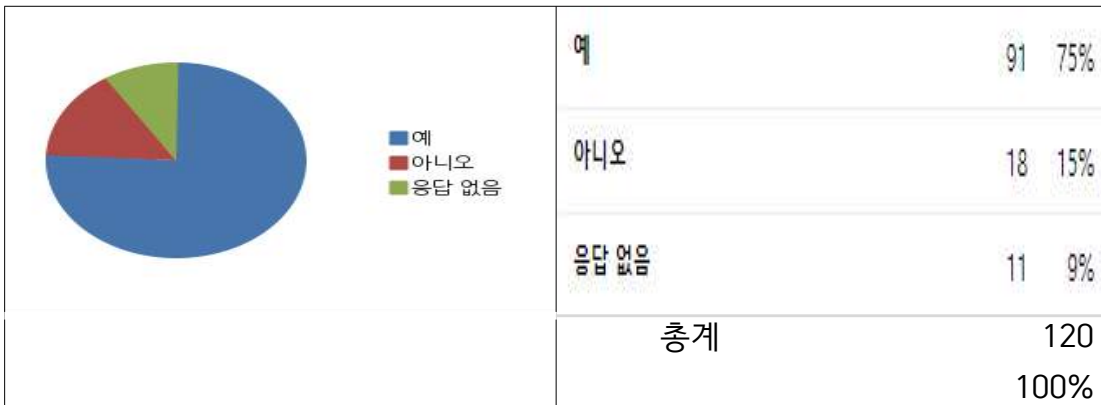 예
아니오
응답 없음
예 91 75%
아니오 18 15%
응답 없음 11 9%
총계 120
100%